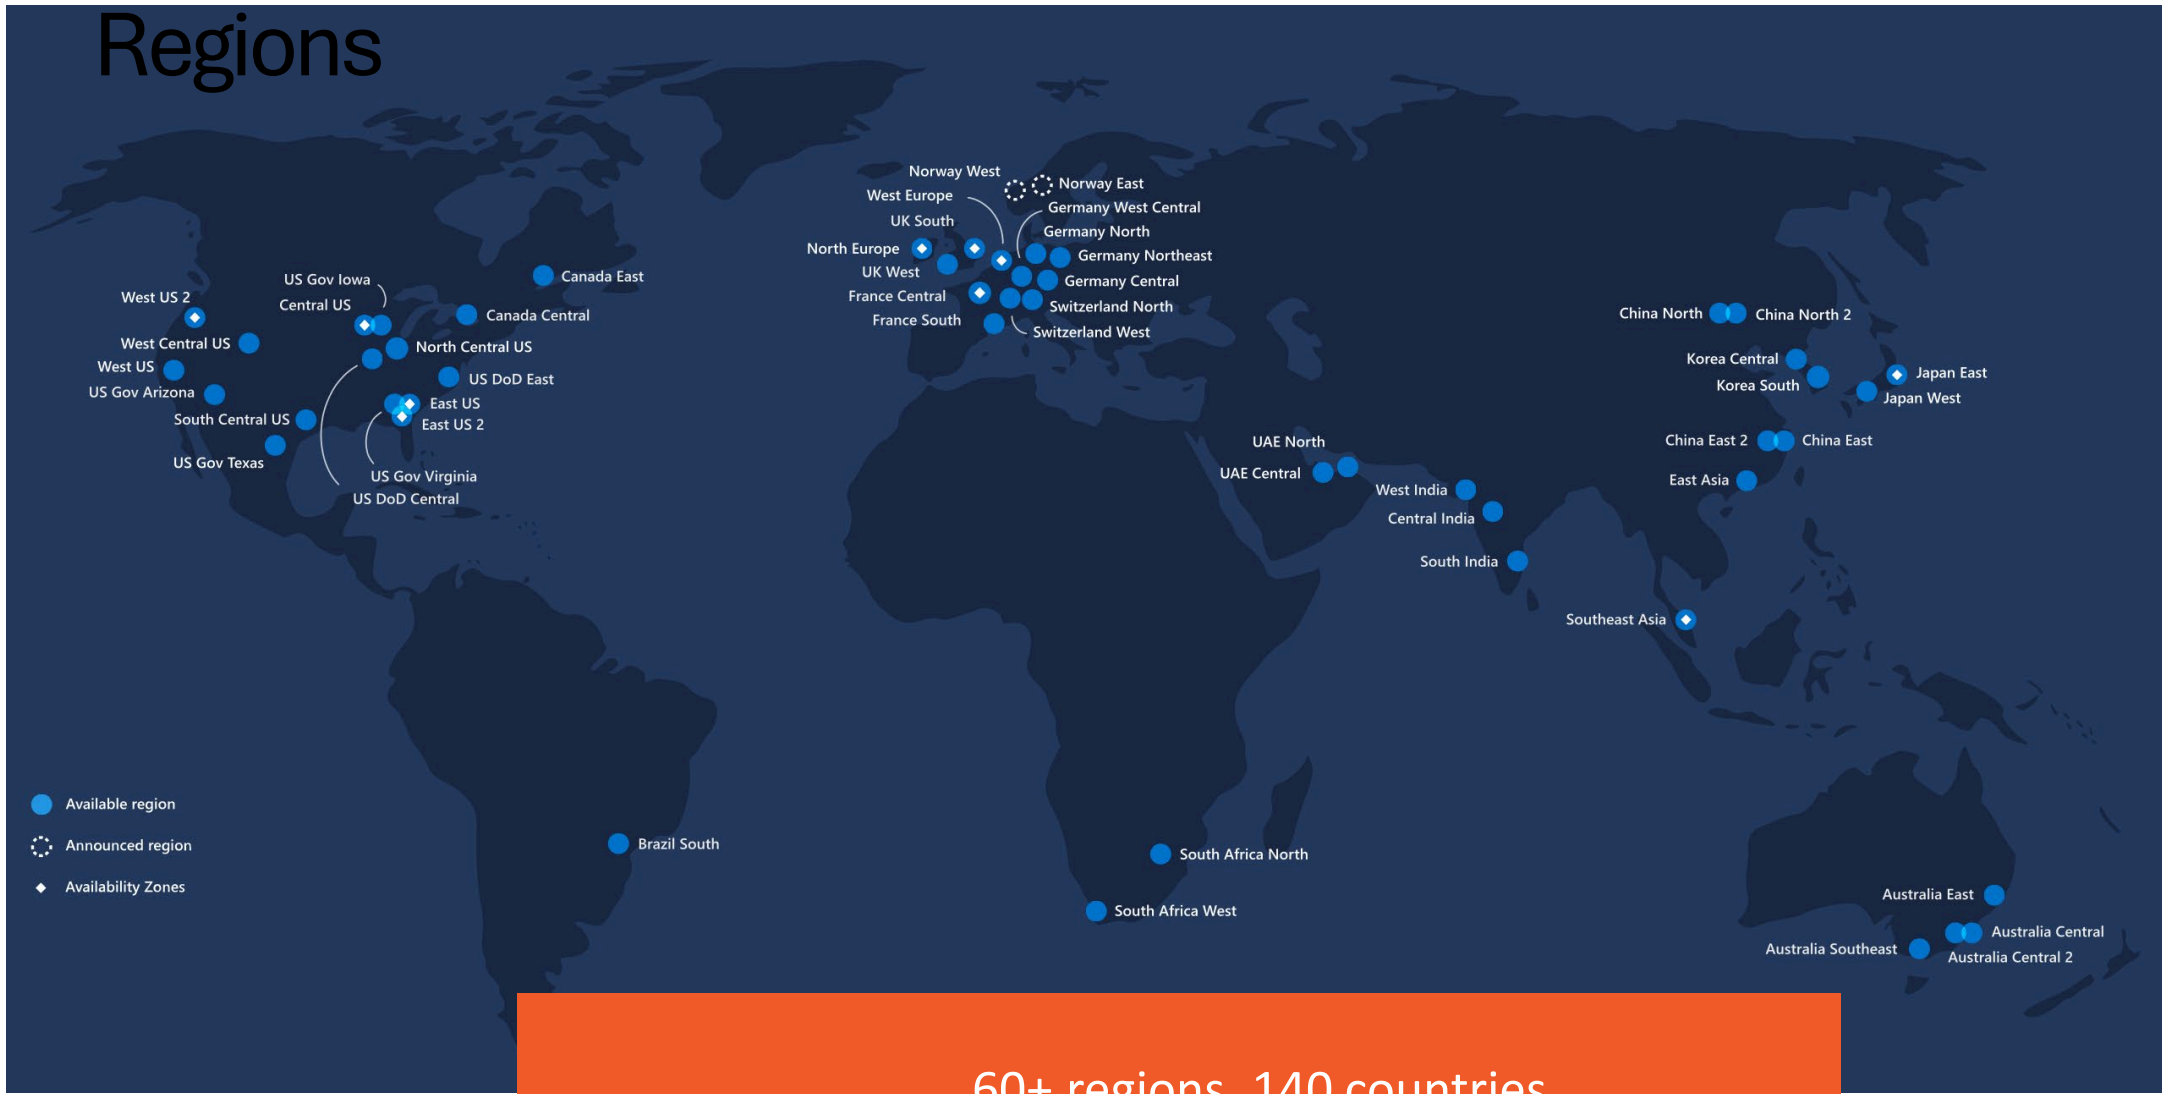 Regions
Norway West
Norway East
West Europe
Germany West Central
UK South
Germany North
North Europe
Germany Northeast
UK West
Germany Central
France Central
Switzerland North
France South
Switzerland West
US Gov Iowa
Canada East
West US 2
Central US
Canada Central
West Central US
North Central US
West US
US DoD East
US Gov Arizona
East US
South Central US
East US 2
US Gov Texas
US Gov Virginia
US DoD Central
China North
China North 2
Korea Central
Japan East
Korea South
Japan West
UAE North
China East 2
China East
UAE Central
East Asia
West India
Central India
South India
Southeast Asia
Available region
Announced region
Availability Zones
Brazil South
South Africa North
South Africa West
Australia East
Australia Central
Australia Southeast
Australia Central 2
60+ regions, 140 countries